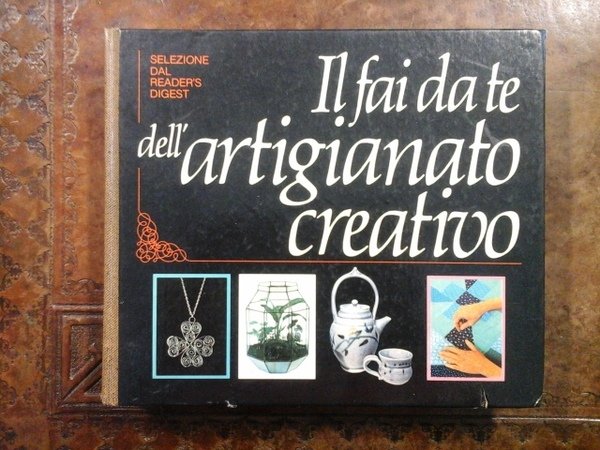 SELEZIONE
DAL
READER'S
DIGEST
Il fai da te
dell'artigianato
creativo